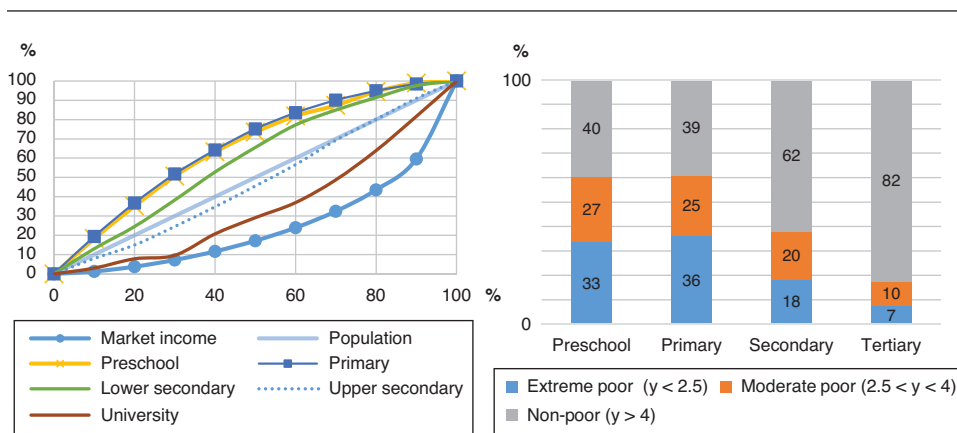 %
100
90
80
70
60
50
40
30
20
10
0
0 20 40 60 80 100 %
Market income Population
Preschool Primary
Lower secondary Upper secondary
University
%
100
40 39 62 82
27 25 20 10
33 36 18 7
0
Preschool Primary Secondary Tertiary
Extreme poor (y < 2.5) Moderate poor (2.5 < y < 4)
Non-poor (y > 4)